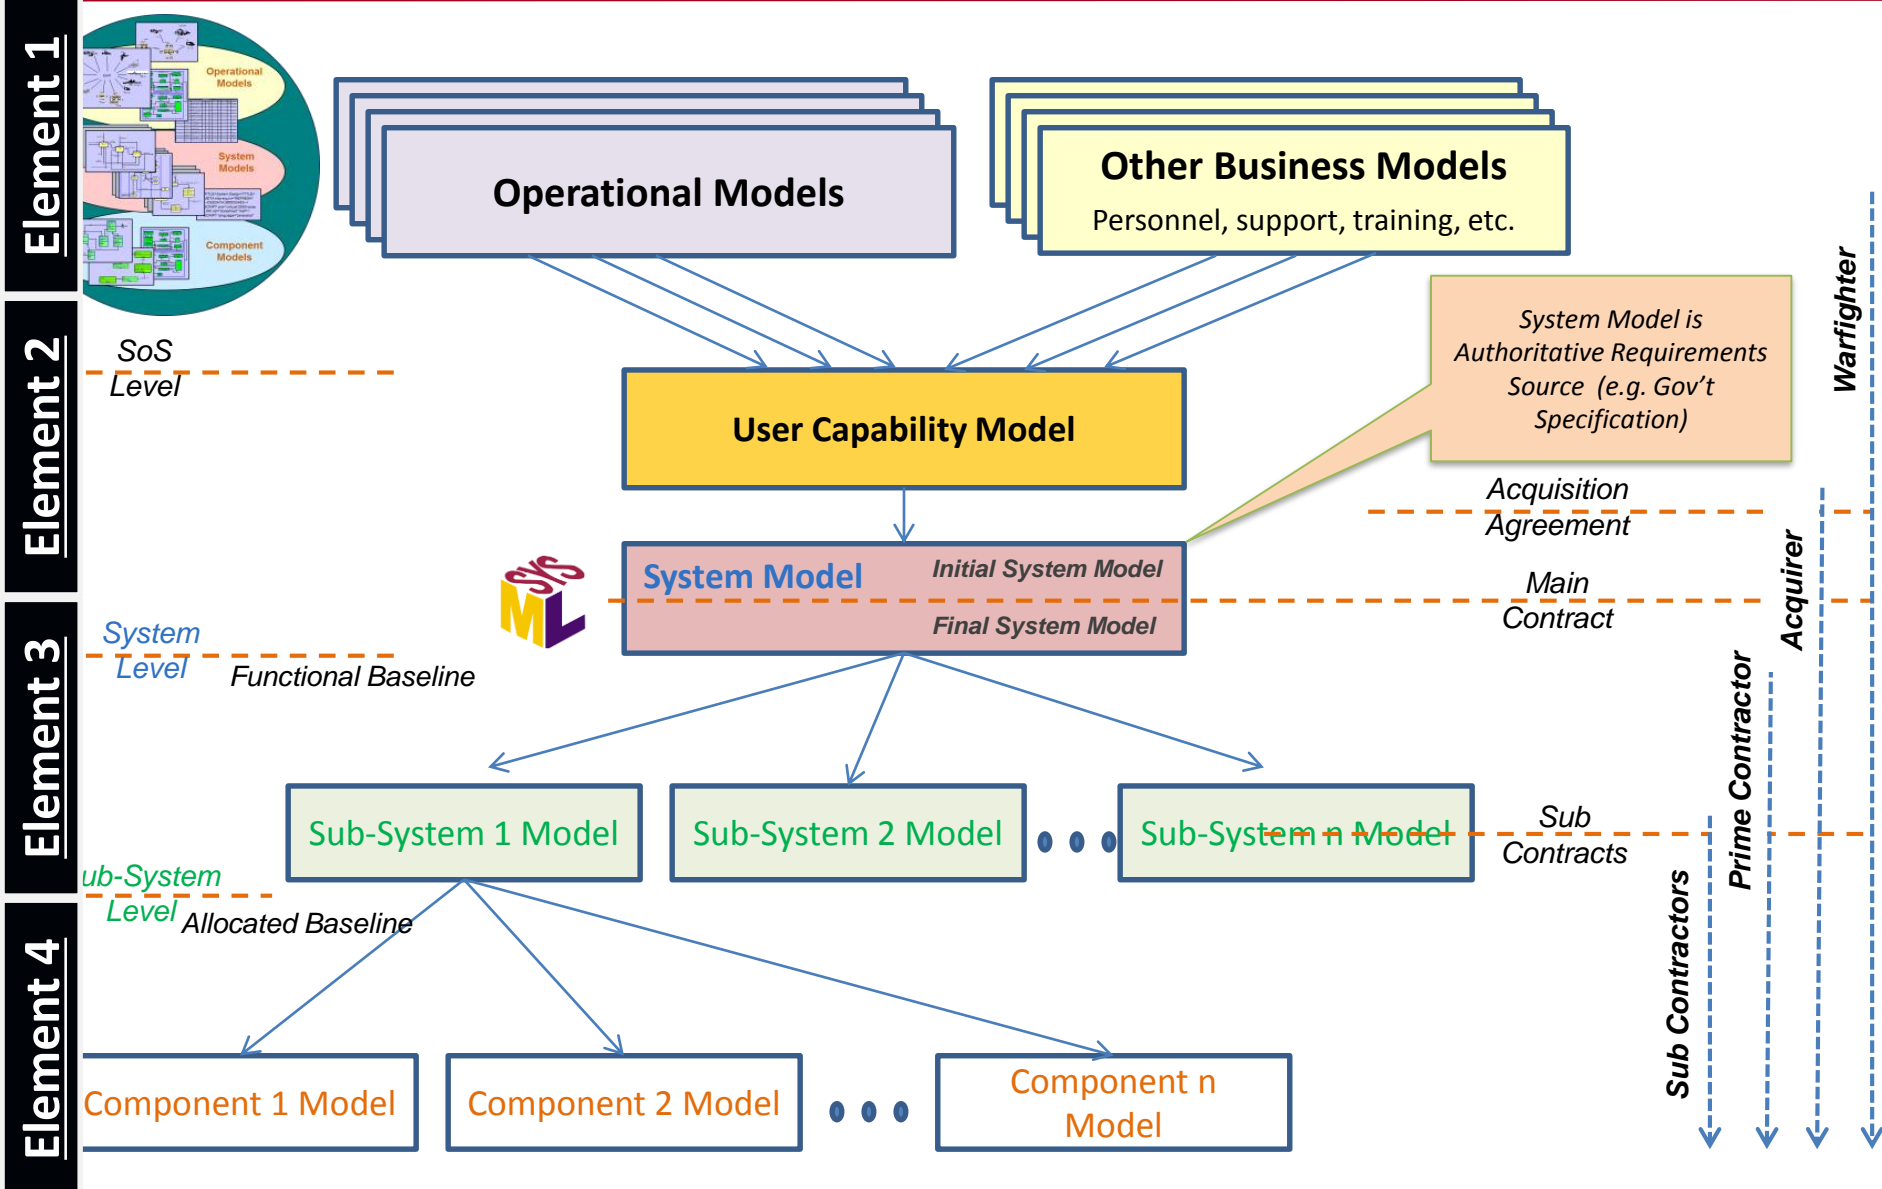 Element 1
Element 2
Element 3
Element 4
Operational
Models
System
Models
Component
Models
Operational Models
Other Business Models
Personnel, support, training, etc.
System Model is
Authoritative Requirements
Source (e.g. Gov't
Specification)
SoS
Level
User Capability Model
Acquisition
Agreement
SYS
ML
System Model
Initial System Model
Final System Model
Main
Contract
System
Level
Functional Baseline
Sub-System 1 Model
Sub-System 2 Model
Sub-System n Model
Sub
Contracts
ub-System
Level
Allocated Baseline
Component 1 Model
Component 2 Model
Component n
Model
Sub Contractors
Prime Contractor
Acquirer
Warfighter